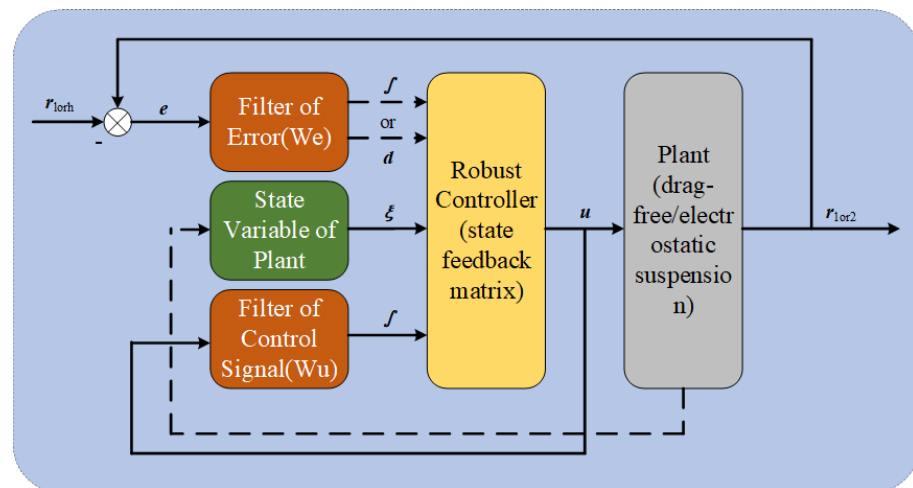 r1orh
-
e
Filter of
Error(We)
∫
or
d
State
Variable of
Plant
ξ
Filter of
Control
Signal(Wu)
∫
Robust
Controller
(state
feedback
matrix)
u
Plant
(drag-
free/electr
ostatic
suspensio
n)
r1or2